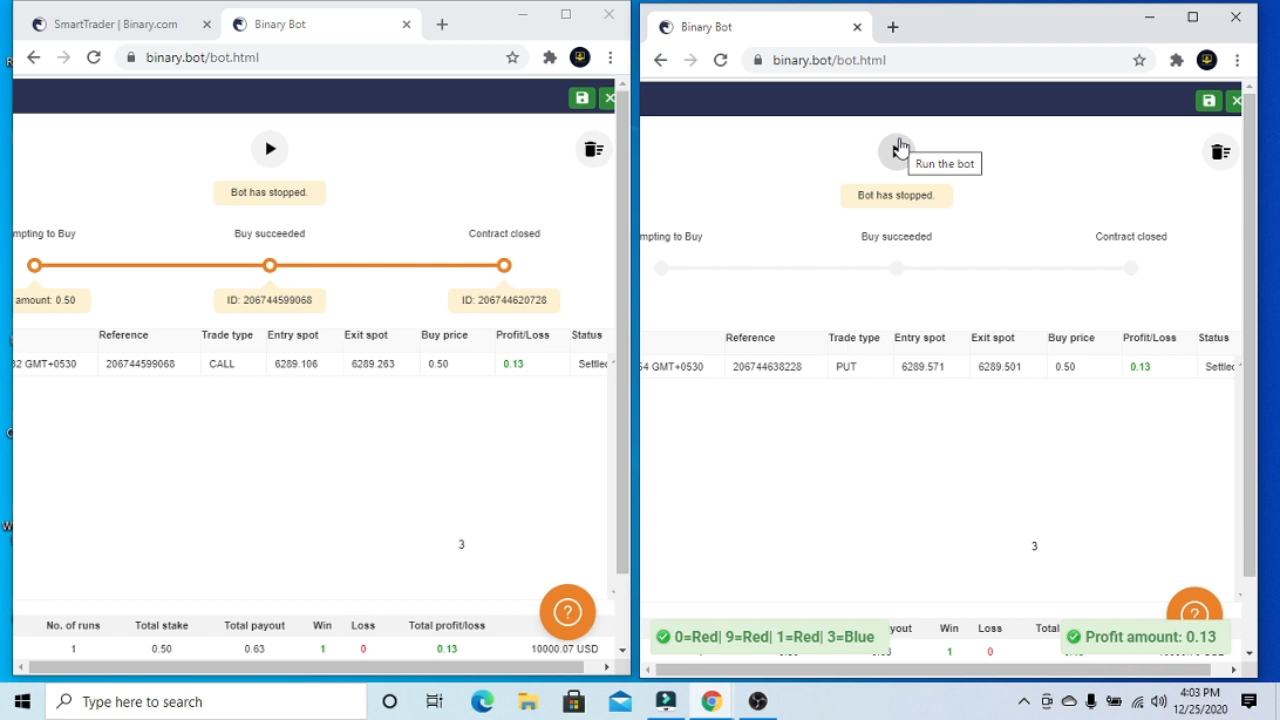 SmartTrader | Binary.com
Binary Bot
binary.bot/bot.html
Bot has stopped.
mpting to Buy
Buy succeeded
Contract closed
amount: 0.50
ID: 206744599068
ID: 206744620728
Reference
Trade type
Entry spot
Exit spot
Buy price
Profit/Loss
Status
32 GMT+0530
206744599068
CALL
6289.106
6289.263
0.50
0.13
Settled
3
No. of runs
Total stake
Total payout
Win
Loss
Total profit/loss
1
0.50
0.63
1
0
0.13
10000.07 USD
Binary Bot
binary.bot/bot.html
Run the bot
Bot has stopped.
mpting to Buy
Buy succeeded
Contract closed
Reference
Trade type
Entry spot
Exit spot
Buy price
Profit/Loss
Status
54 GMT+0530
206744638228
PUT
6289.571
6289.501
0.50
0.13
Settled
3
yout
Win
Loss
Total
0=Red| 9=Red| 1=Red| 3=Blue
Profit amount: 0.13
1
0
Type here to search
4:03 PM
12/25/2020